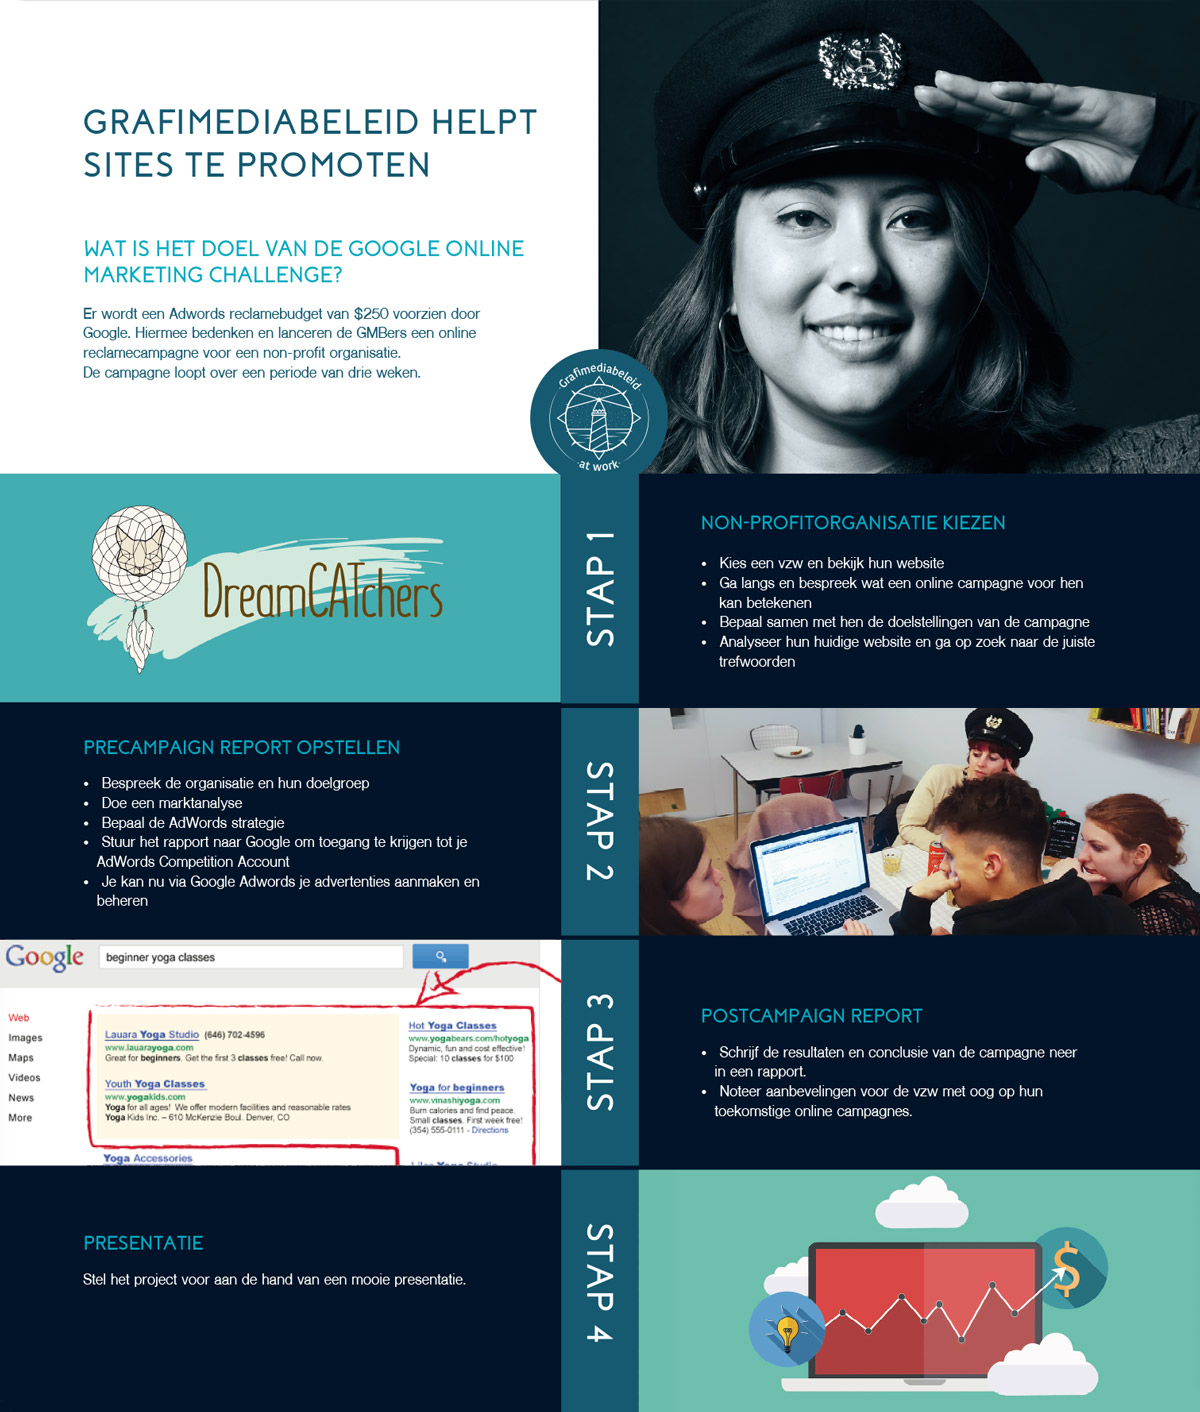 GRAFIMEDIABELEID HELPT
SITES TE PROMOTEN
WAT IS HET DOEL VAN DE GOOGLE ONLINE
MARKETING CHALLENGE?
Er wordt een Adwords reclamebudget van $250 voorzien door
Google. Hiermee bedenken en lanceren de GMBers een online
reclamecampagne voor een non-profit organisatie.
De campagne loopt over een periode van drie weken.
Grafimediabeleid
·at work·
DreamCATchers
STAP 1
NON-PROFITORGANISATIE KIEZEN
• Kies een vzw en bekijk hun website
• Ga langs en bespreek wat een online campagne voor hen
kan betekenen
• Bepaal samen met hen de doelstellingen van de campagne
• Analyseer hun huidige website en ga op zoek naar de juiste
trefwoorden
PRECAMPAIGN REPORT OPSTELLEN
• Bespreek de organisatie en hun doelgroep
• Doe een marktanalyse
• Bepaal de AdWords strategie
• Stuur het rapport naar Google om toegang te krijgen tot je
AdWords Competition Account
• Je kan nu via Google Adwords je advertenties aanmaken en
beheren
STAP 2
Google
beginner yoga classes
Web
Images
Maps
Videos
News
More
Lauara Yoga Studio (646) 702-4596
www.lauarayoga.com
Great for beginners. Get the first 3 classes free! Call now.
Youth Yoga Classes
www.yogakids.com
Yoga for all ages! We offer modern facilities and reasonable rates
Yoga Kids Inc. – 610 McKenzie Boul. Denver, CO
Yoga Accessories
Hot Yoga Classes
www.yogabears.com/hotyoga
Dynamic, fun and cost effective!
Special: 10 classes for $100
Yoga for beginners
www.vinashiyoga.com
Burn calories and find peace.
Small classes. First week free!
(354) 555-0111 - Directions
Yoga Studio
STAP 3
POSTCAMPAIGN REPORT
• Schrijf de resultaten en conclusie van de campagne neer
in een rapport.
• Noteer aanbevelingen voor de vzw met oog op hun
toekomstige online campagnes.
PRESENTATIE
Stel het project voor aan de hand van een mooie presentatie.
STAP 4
$